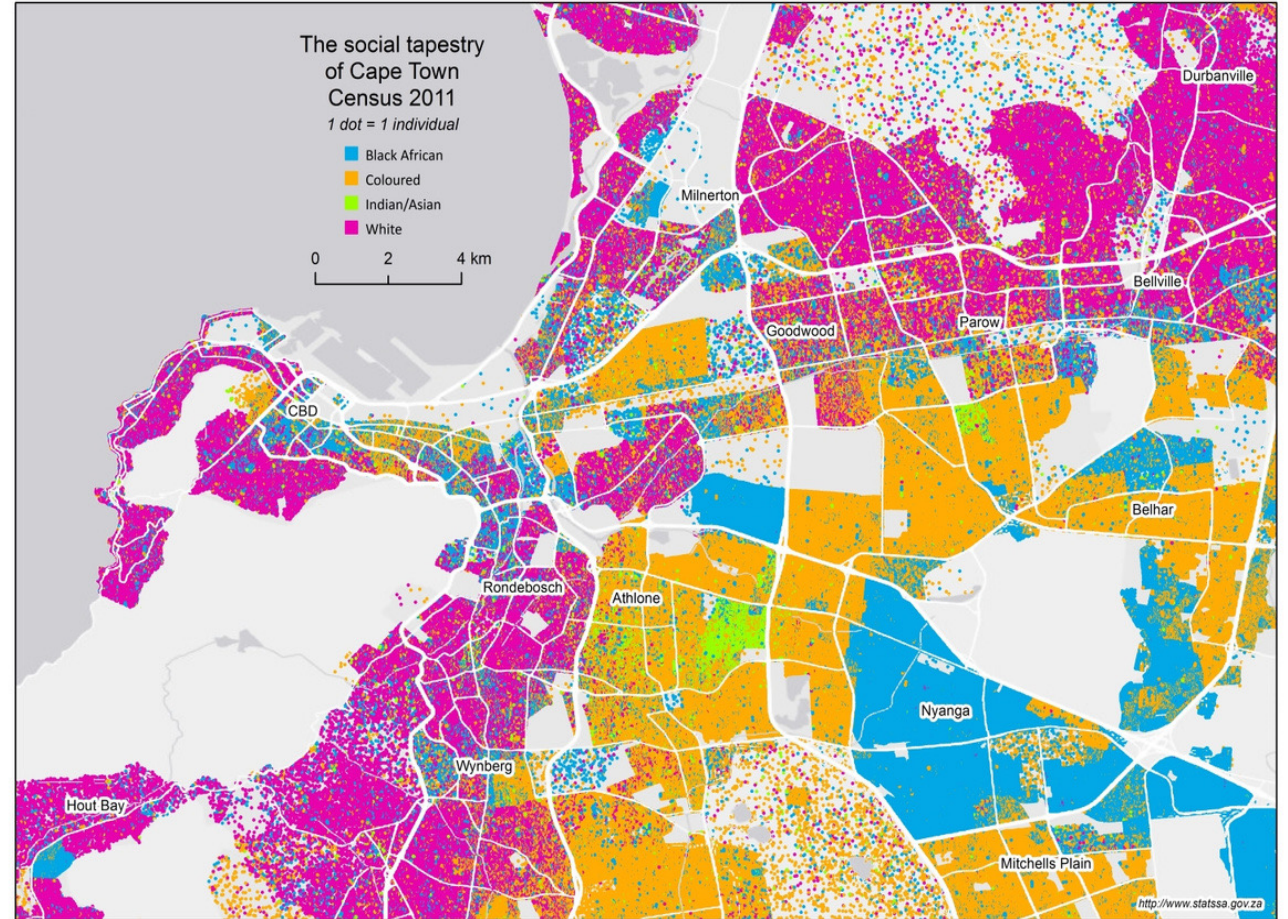 The social tapestry
of Cape Town
Census 2011
1 dot = 1 individual
Black African
Coloured
Indian/Asian
White
0 2 4 km
Durbanville
Milnerton
Bellville
Goodwood
Parow
CBD
Belhar
Rondebosch
Athlone
Nyanga
Wynberg
Hout Bay
Mitchells Plain
http://www.statssa.gov.za